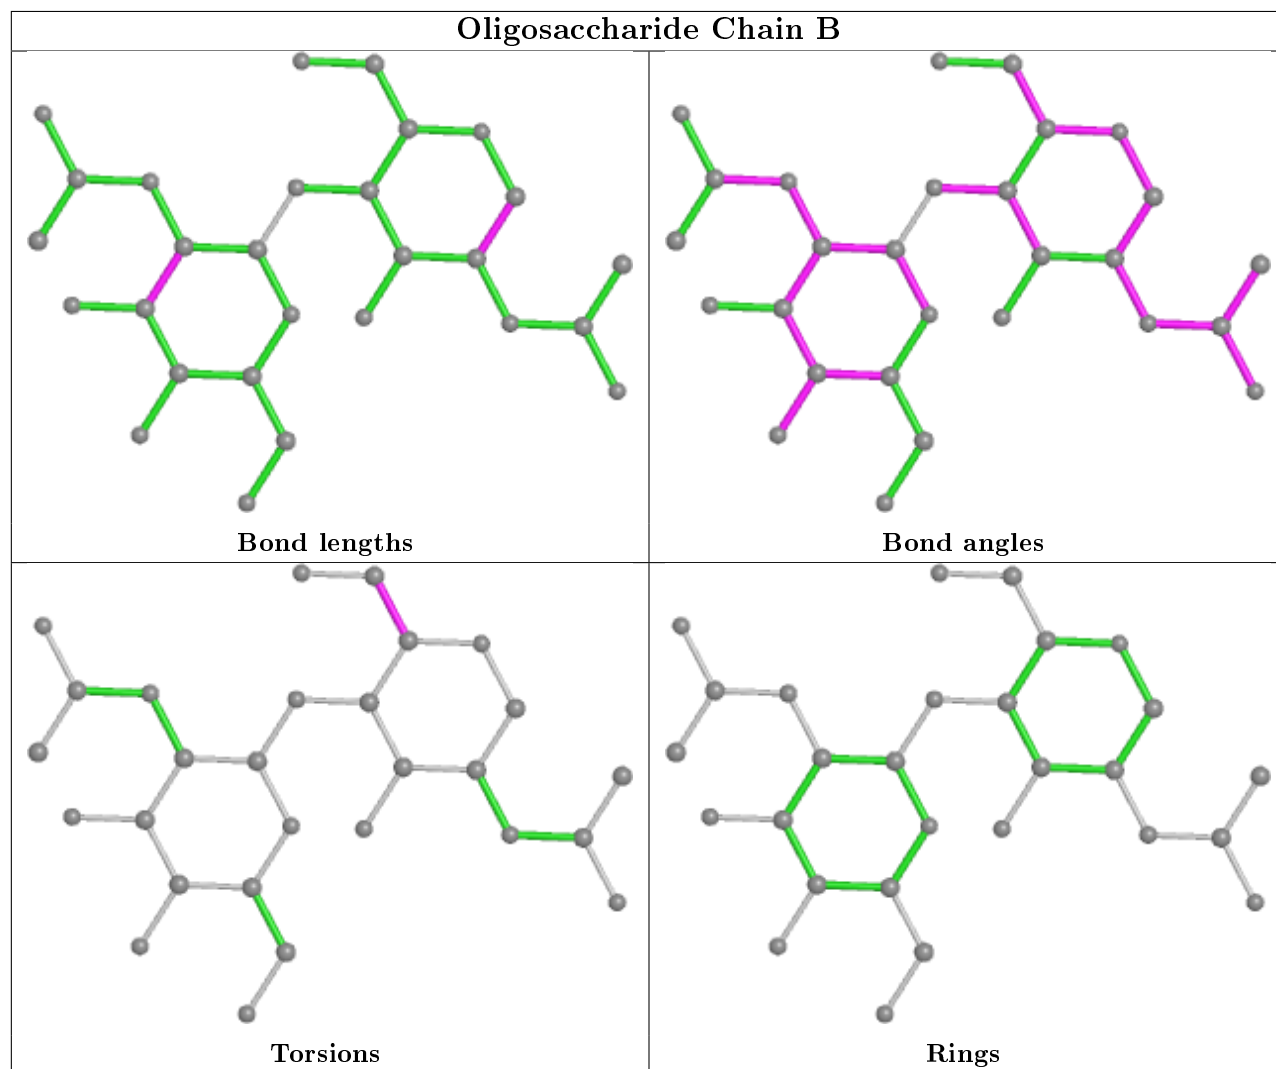 Oligosaccharide Chain B
Bond lengths
Bond angles
Torsions
Rings